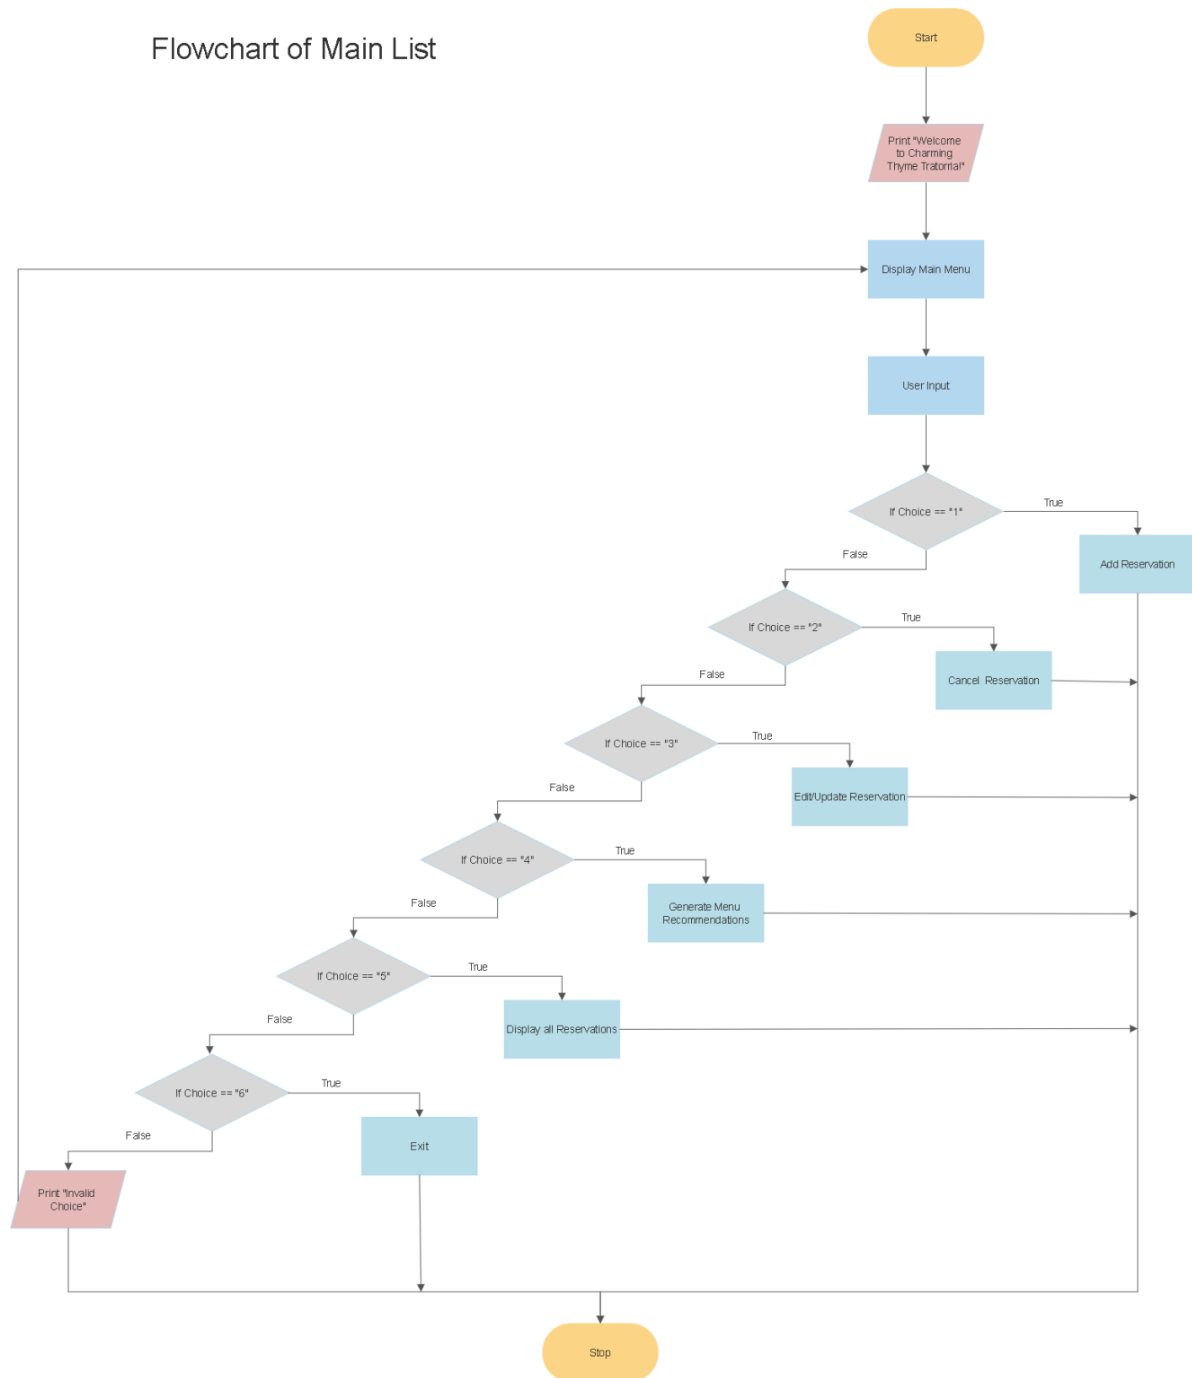 Flowchart of Main List
Start
Print "Welcome
to Charming
Thyme Tratorria!"
Display Main Menu
User Input
If Choice == "1"
True
False
Add Reservation
If Choice == "2"
True
False
Cancel Reservation
If Choice == "3"
True
False
Edit/Update Reservation
If Choice == "4"
True
False
Generate Menu
Recommendations
If Choice == "5"
True
False
Display all Reservations
If Choice == "6"
True
False
Exit
Print "Invalid
Choice"
Stop